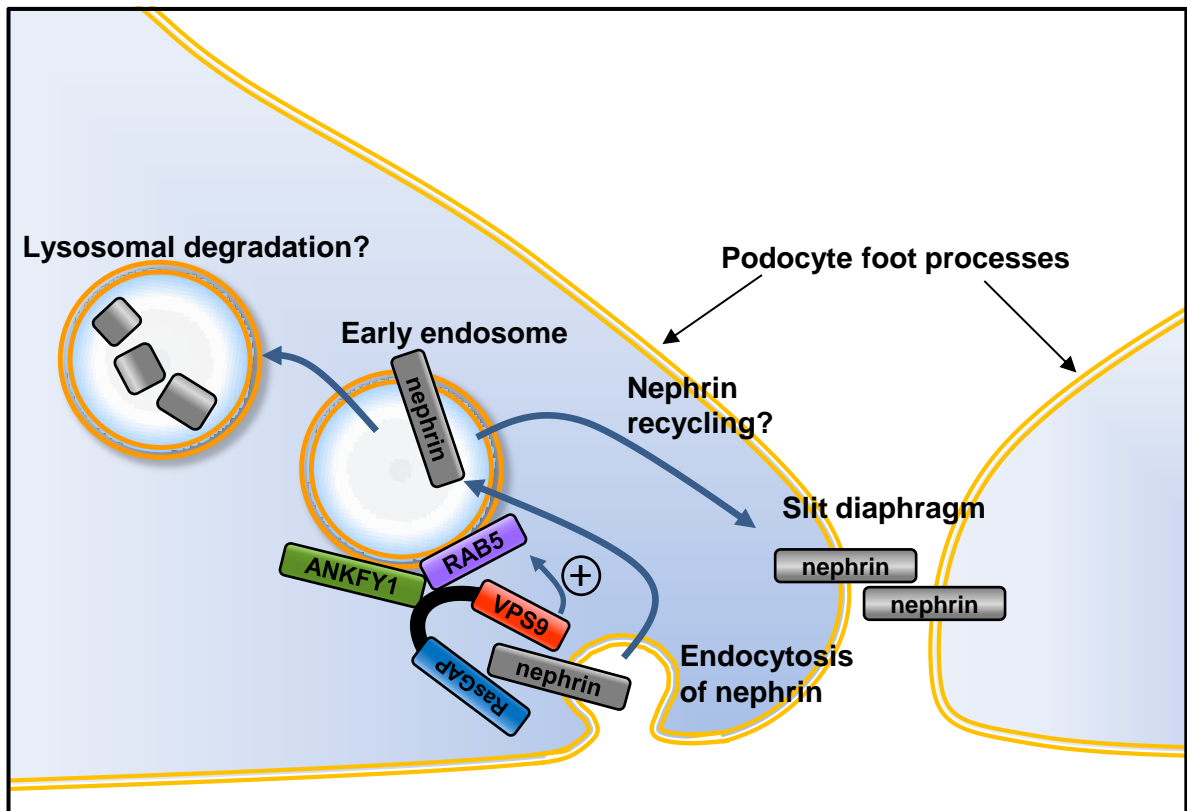 Lysosomal degradation?
Podocyte foot processes
Early endosome
nephrin
Nephrin
recycling?
Slit diaphragm
nephrin
nephrin
RAB5
ANKFY1
+
VPS9
RasGAP
nephrin
Endocytosis
of nephrin